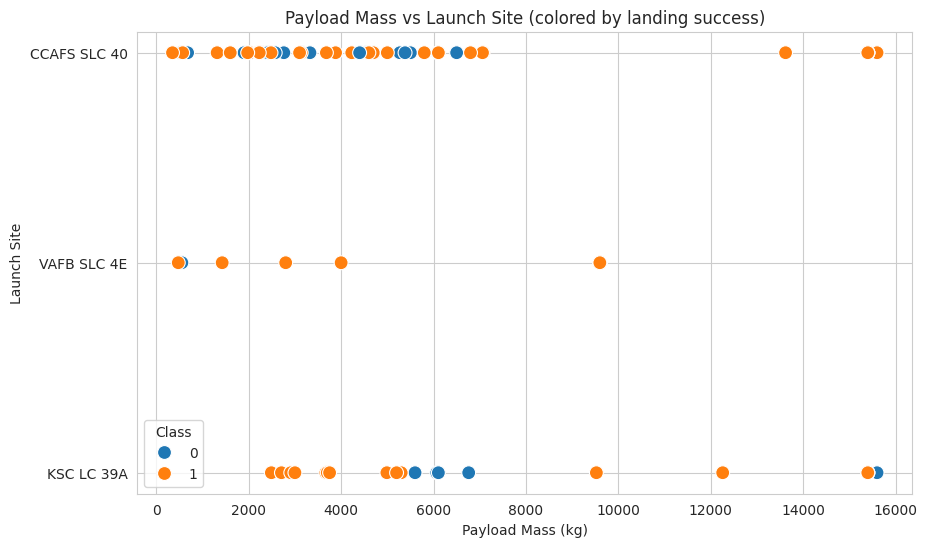 Payload Mass vs Launch Site (colored by landing success)
Launch Site
CCAFS SLC 40
VAFB SLC 4E
KSC LC 39A
Class
0
1
0 2000 4000 6000 8000 10000 12000 14000 16000
Payload Mass (kg)